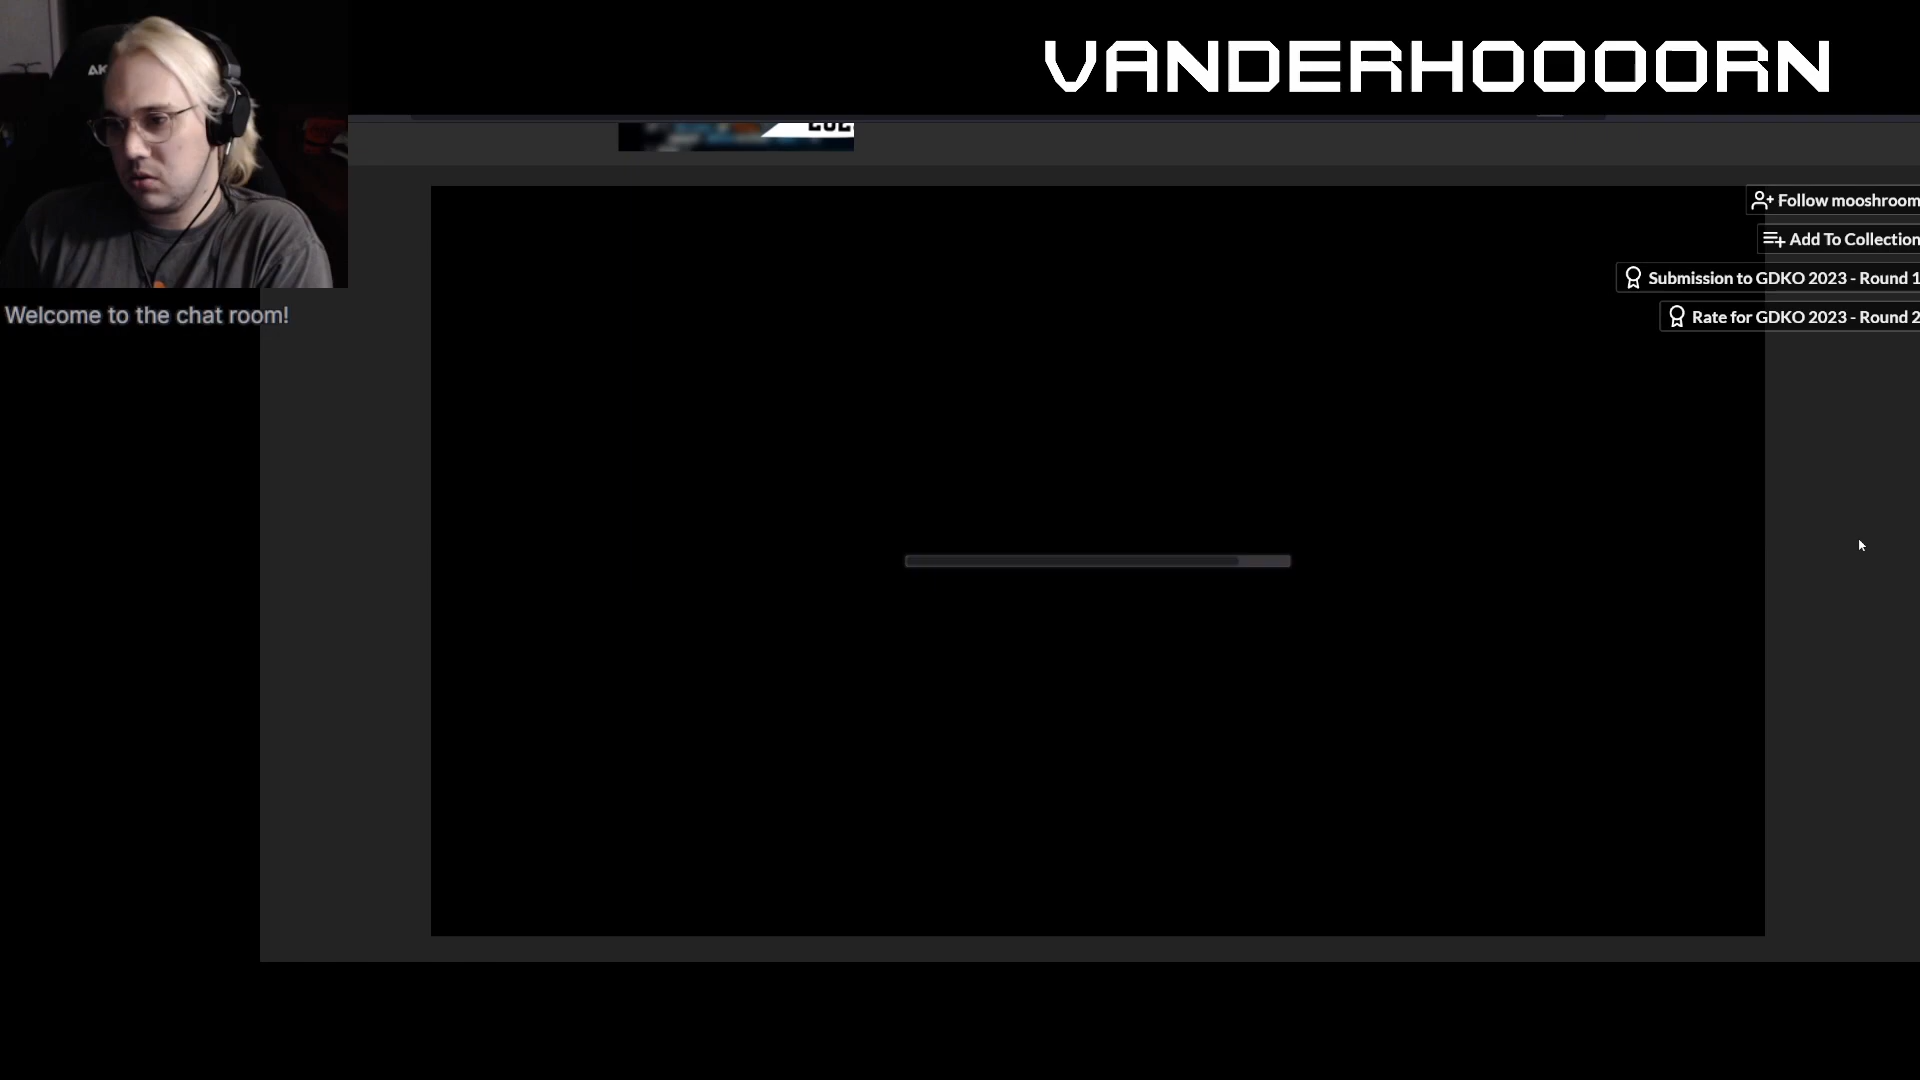 VANDERHOOOORN
AK
Follow mooshroom
Add To Collection
Submission to GDKO 2023 - Round 1
Rate for GDKO 2023 - Round 2
Welcome to the chat room!